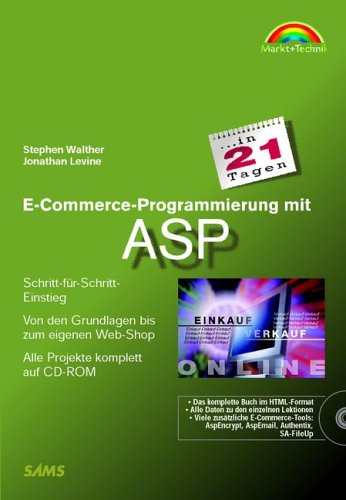 Markt+Technik
...in
21
Tagen
Stephen Walther
Jonathan Levine
E-Commerce-Programmierung mit
ASP
Schritt-für-Schritt-
Einstieg
Von den Grundlagen bis
zum eigenen Web-Shop
Alle Projekte komplett
auf CD-ROM
EINKAUF
VERKAUF
ONLINE
• Das komplette Buch im HTML-Format
• Alle Daten zu den einzelnen Lektionen
• Viele zusätzliche E-Commerce-Tools:
AspEncrypt, AspEmail, Authentix,
SA-FileUp
SAMS